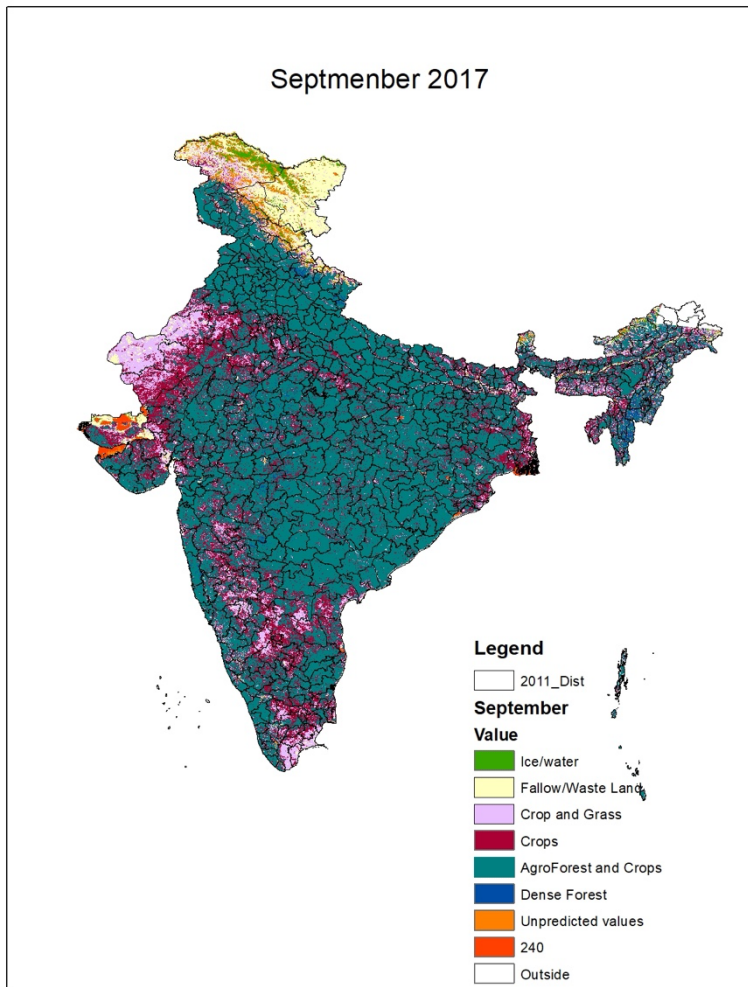 Septmenber 2017
Legend
2011_Dist
September
Value
Ice/water
Fallow/Waste Land
Crop and Grass
Crops
AgroForest and Crops
Dense Forest
Unpredicted values
240
Outside